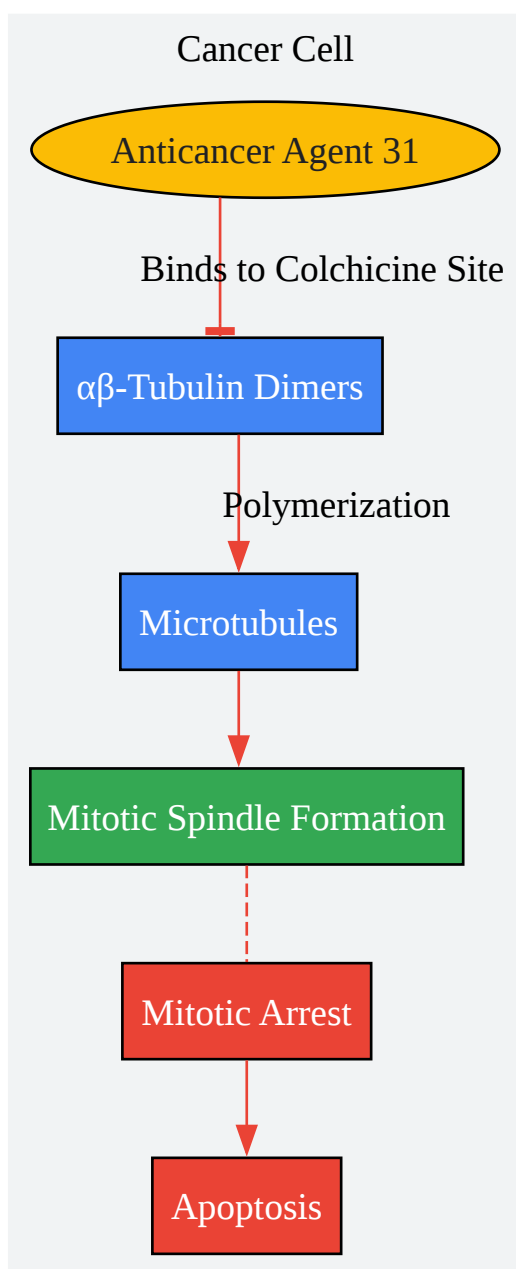 Cancer Cell
Anticancer Agent 31
Binds to Colchicine Site
αβ-Tubulin Dimers
Polymerization
Microtubules
Mitotic Spindle Formation
Mitotic Arrest
Apoptosis